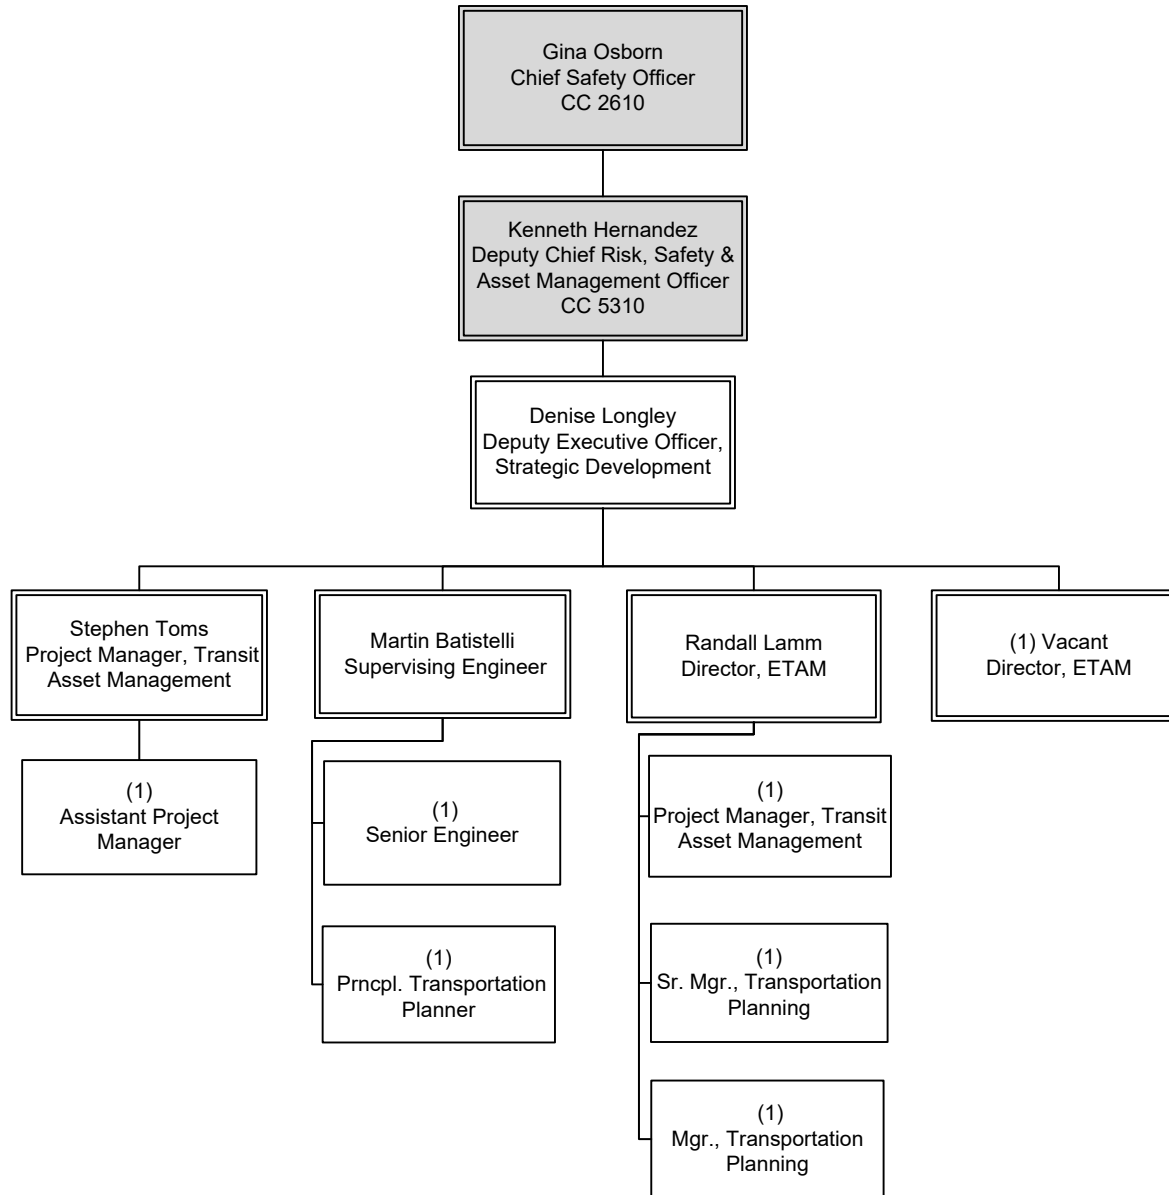 Gina Osborn
Chief Safety Officer
CC 2610
Kenneth Hernandez
Deputy Chief Risk, Safety &
Asset Management Officer
CC 5310
Denise Longley
Deputy Executive Officer,
Strategic Development
Stephen Toms
Project Manager, Transit
Asset Management
Martin Batistelli
Supervising Engineer
Randall Lamm
Director, ETAM
(1) Vacant
Director, ETAM
(1)
Assistant Project
Manager
(1)
Senior Engineer
(1)
Prncpl. Transportation
Planner
(1)
Project Manager, Transit
Asset Management
(1)
Sr. Mgr., Transportation
Planning
(1)
Mgr., Transportation
Planning